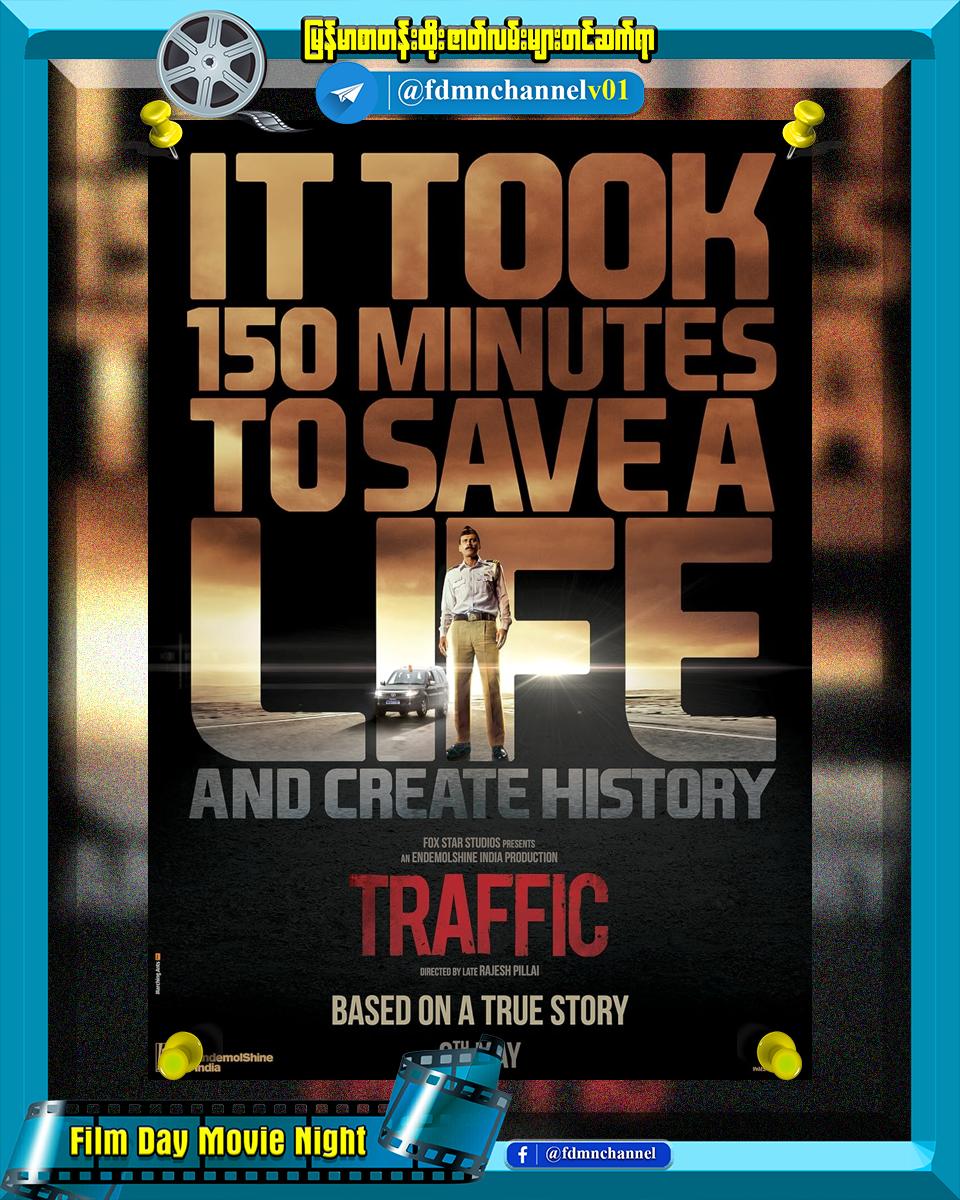 မြန်မာစာတန်းထိုးဇာတ်လမ်းများတင်ဆက်ရာ
@fdmnchannelv01
IT TOOK
150 MINUTES
TO SAVE A
LIFE
AND CREATE HISTORY
FOX STAR STUDIOS PRESENTS
AN ENDEMOLSHINE INDIA PRODUCTION
TRAFFIC
DIRECTED BY LATE RAJESH PILLAI
Marching Ants
BASED ON A TRUE STORY
Film Day Movie Night
@fdmnchannel